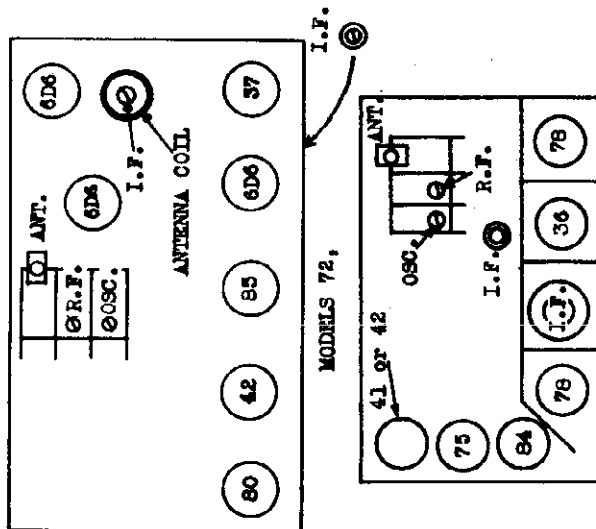 6D6
6D6
ANT.
I.F.
R.F.
OSC.
ANTENNA COIL
80
42
85
6D6
37
I.F.
MODELS 72,
41 or 42
ANT.
OSC.
R.F.
I.F.
75
84
78
I.F.
36
78